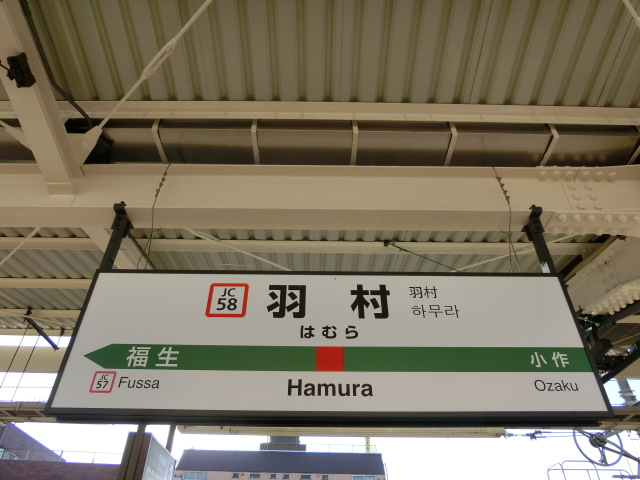 JC
58
羽村
羽村
하무라
はむら
福生
小作
JC
57
Fussa
Hamura
Ozaku